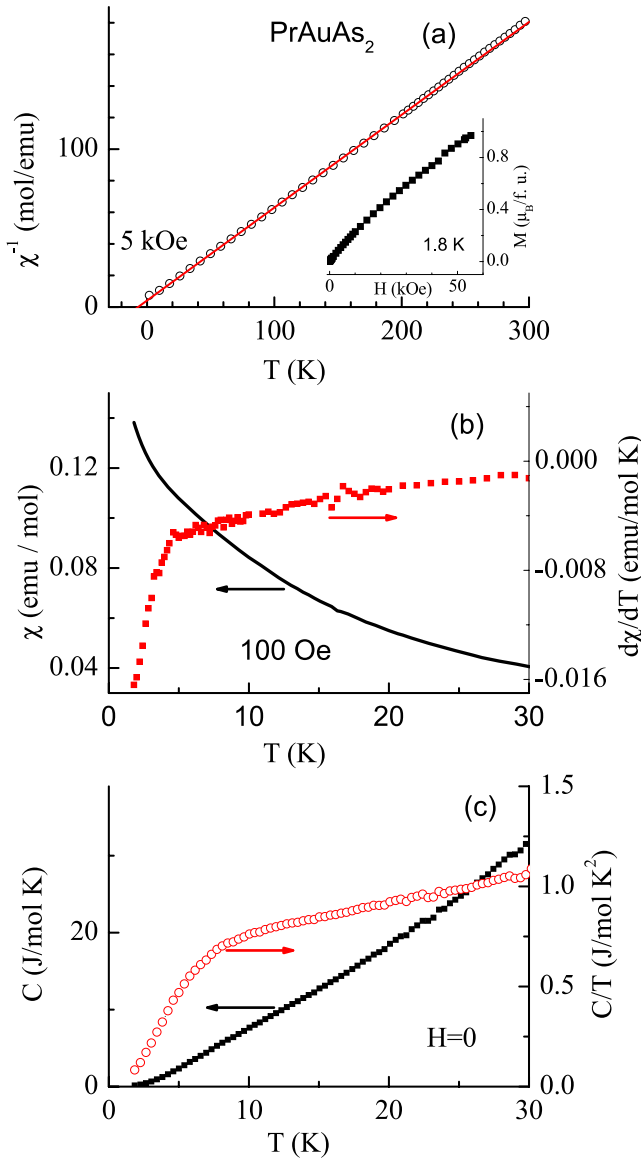 PrAuAs₂
(a)
χ⁻¹ (mol/emu)
100
0
5 kOe
M (μB/f. u.)
0.8
0.4
0.0
1.8 K
0
50
H (kOe)
0
100
200
300
T (K)
(b)
χ (emu / mol)
0.12
0.08
0.04
0.000
-0.008
-0.016
dχ/dT (emu/mol K)
100 Oe
10
20
30
T (K)
(c)
C (J/mol K)
20
0
1.5
1.0
0.5
0.0
C/T (J/mol K²)
H=0
0
10
20
30
T (K)